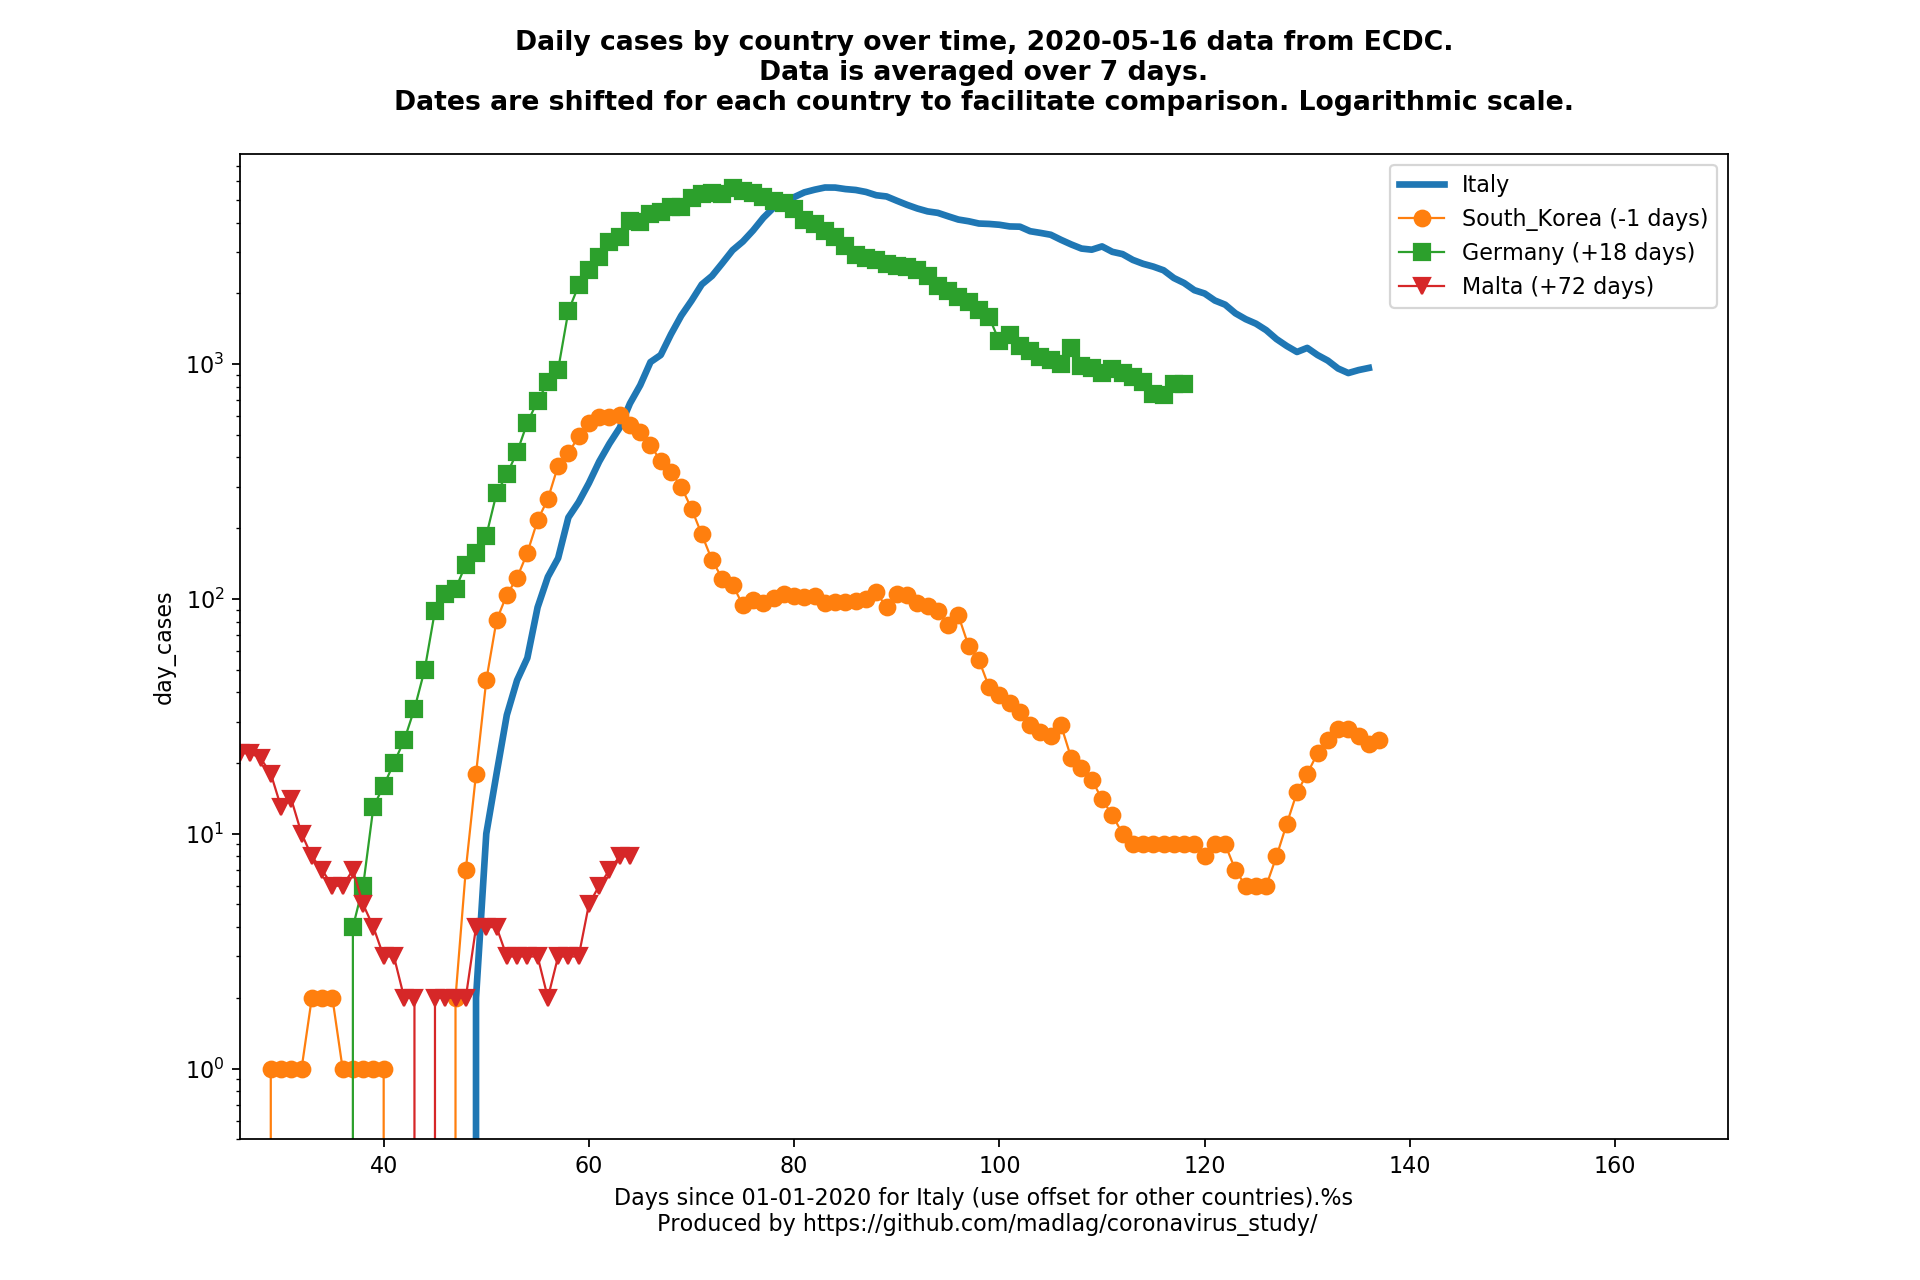 Daily cases by country over time, 2020-05-16 data from ECDC.
Data is averaged over 7 days.
Dates are shifted for each country to facilitate comparison. Logarithmic scale.
Italy
South_Korea (-1 days)
Germany (+18 days)
Malta (+72 days)
day_cases
10³
10²
10¹
10⁰
40 60 80 100 120 140 160
Days since 01-01-2020 for Italy (use offset for other countries).%s
Produced by https://github.com/madlag/coronavirus_study/